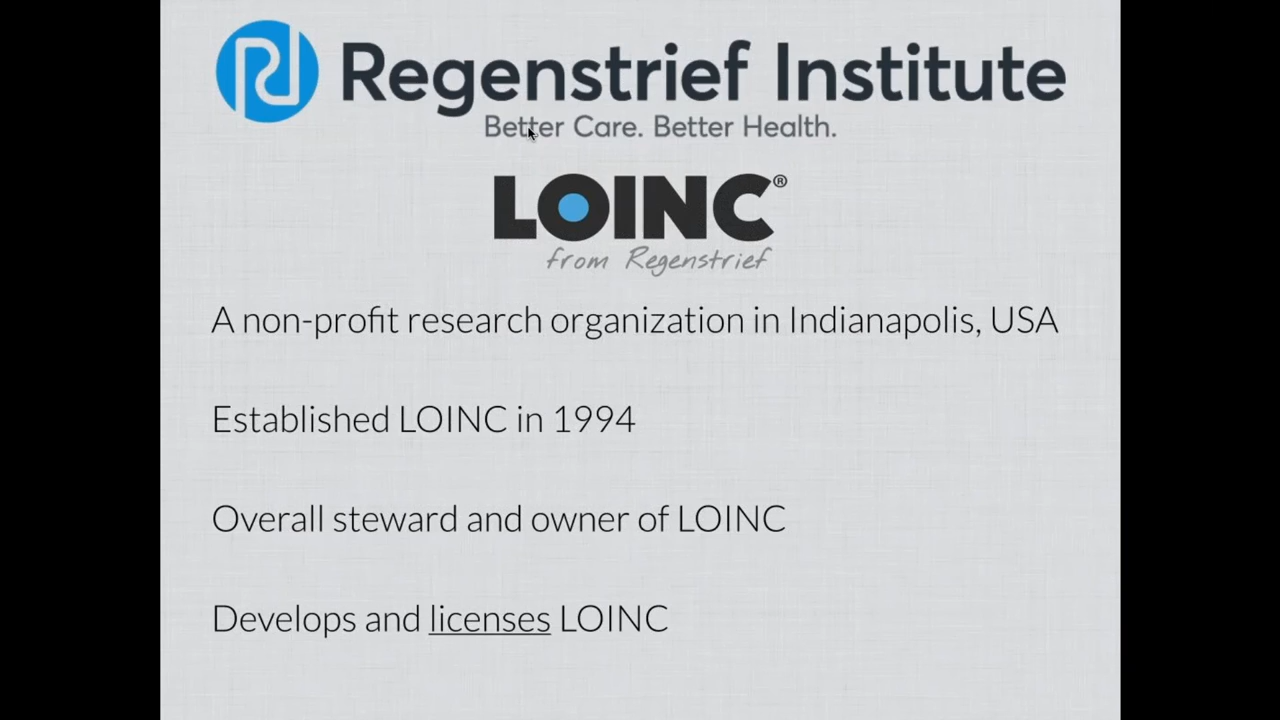 Regenstrief Institute
Better Care. Better Health.
LOINC®
from Regenstrief
A non-profit research organization in Indianapolis, USA
Established LOINC in 1994
Overall steward and owner of LOINC
Develops and licenses LOINC